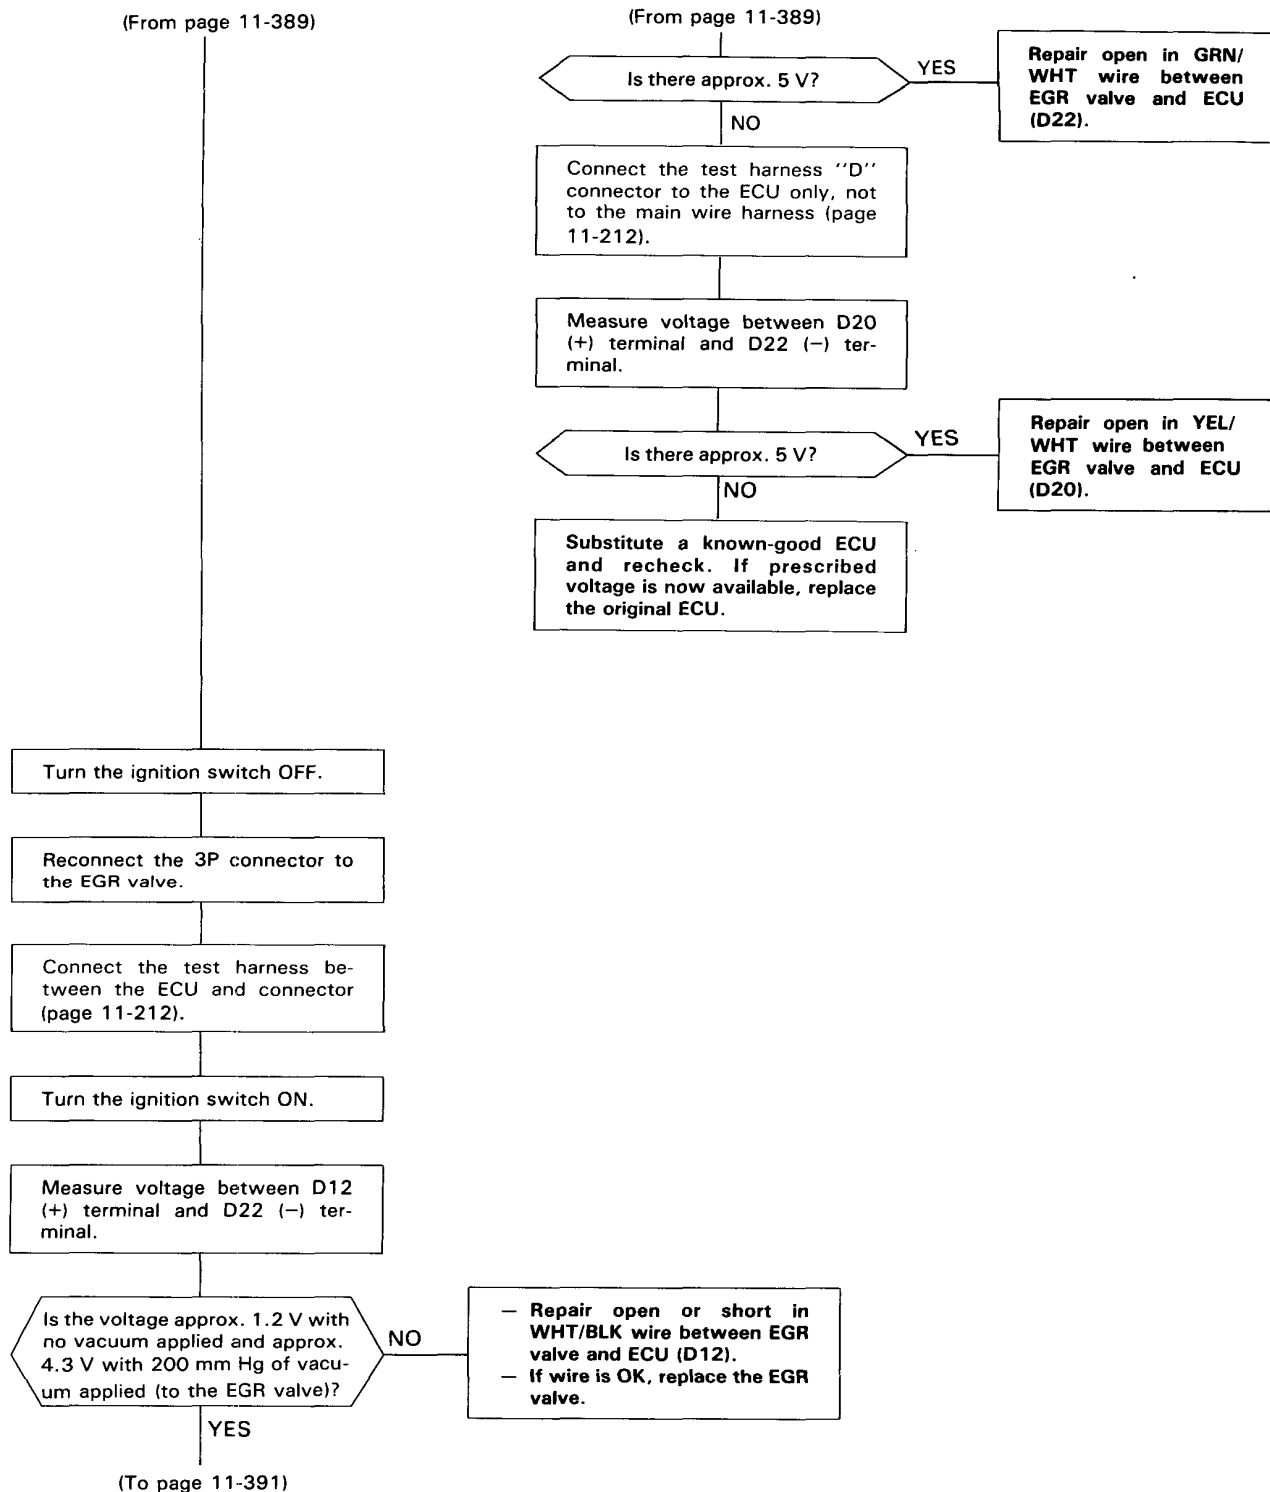 (From page 11-389)
(From page 11-389)
Is there approx. 5 V?
YES
Repair open in GRN/
WHT wire between
EGR valve and ECU
(D22).
NO
Connect the test harness ''D''
connector to the ECU only, not
to the main wire harness (page
11-212).
Measure voltage between D20
(+) terminal and D22 (−) ter-
minal.
Is there approx. 5 V?
YES
Repair open in YEL/
WHT wire between
EGR valve and ECU
(D20).
NO
Substitute a known-good ECU
and recheck. If prescribed
voltage is now available, replace
the original ECU.
Turn the ignition switch OFF.
Reconnect the 3P connector to
the EGR valve.
Connect the test harness be-
tween the ECU and connector
(page 11-212).
Turn the ignition switch ON.
Measure voltage between D12
(+) terminal and D22 (−) ter-
minal.
Is the voltage approx. 1.2 V with
no vacuum applied and approx.
4.3 V with 200 mm Hg of vacu-
um applied (to the EGR valve)?
NO
— Repair open or short in
WHT/BLK wire between EGR
valve and ECU (D12).
— If wire is OK, replace the EGR
valve.
YES
(To page 11-391)